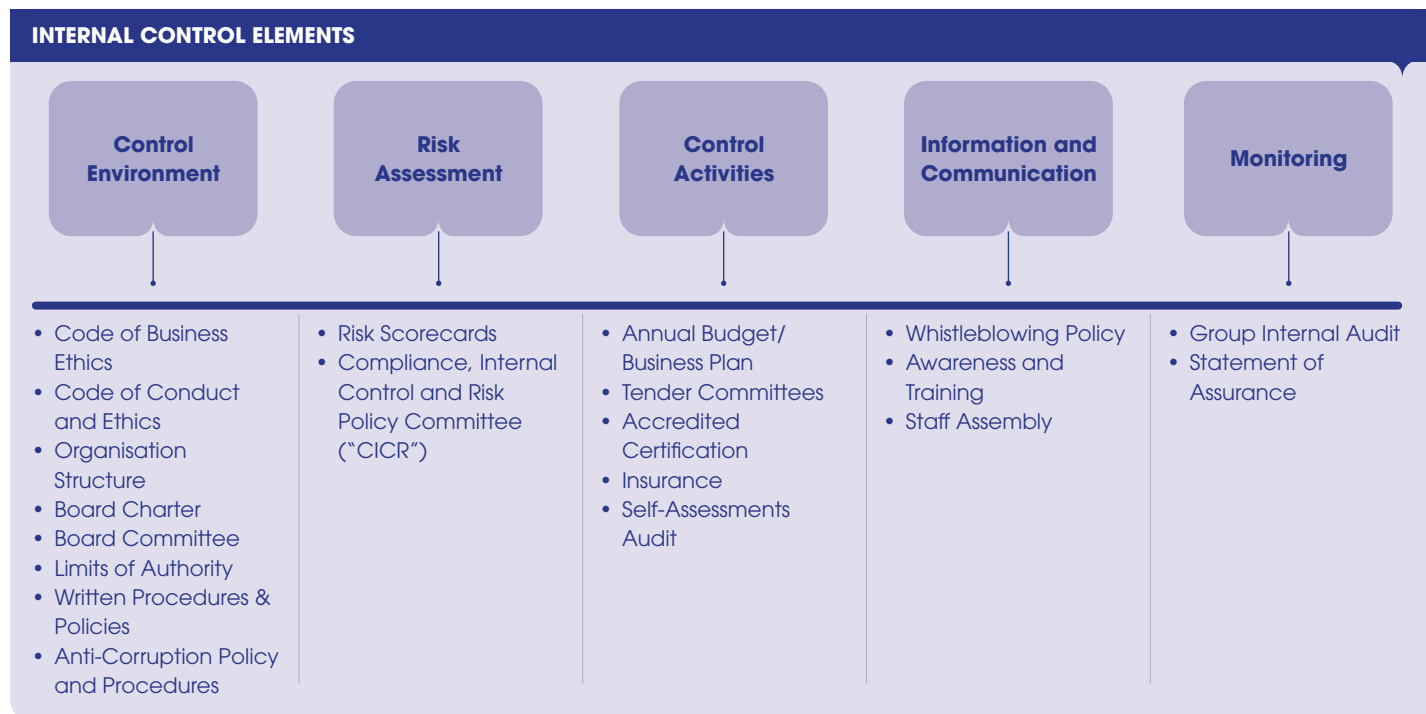 INTERNAL CONTROL ELEMENTS
Control
Environment
Risk
Assessment
Control
Activities
Information and
Communication
Monitoring
• Code of Business
Ethics
• Code of Conduct
and Ethics
• Organisation
Structure
• Board Charter
• Board Committee
• Limits of Authority
• Written Procedures &
Policies
• Anti-Corruption Policy
and Procedures
• Risk Scorecards
• Compliance, Internal
Control and Risk
Policy Committee
(“CICR”)
• Annual Budget/
Business Plan
• Tender Committees
• Accredited
Certification
• Insurance
• Self-Assessments
Audit
• Whistleblowing Policy
• Awareness and
Training
• Staff Assembly
• Group Internal Audit
• Statement of
Assurance